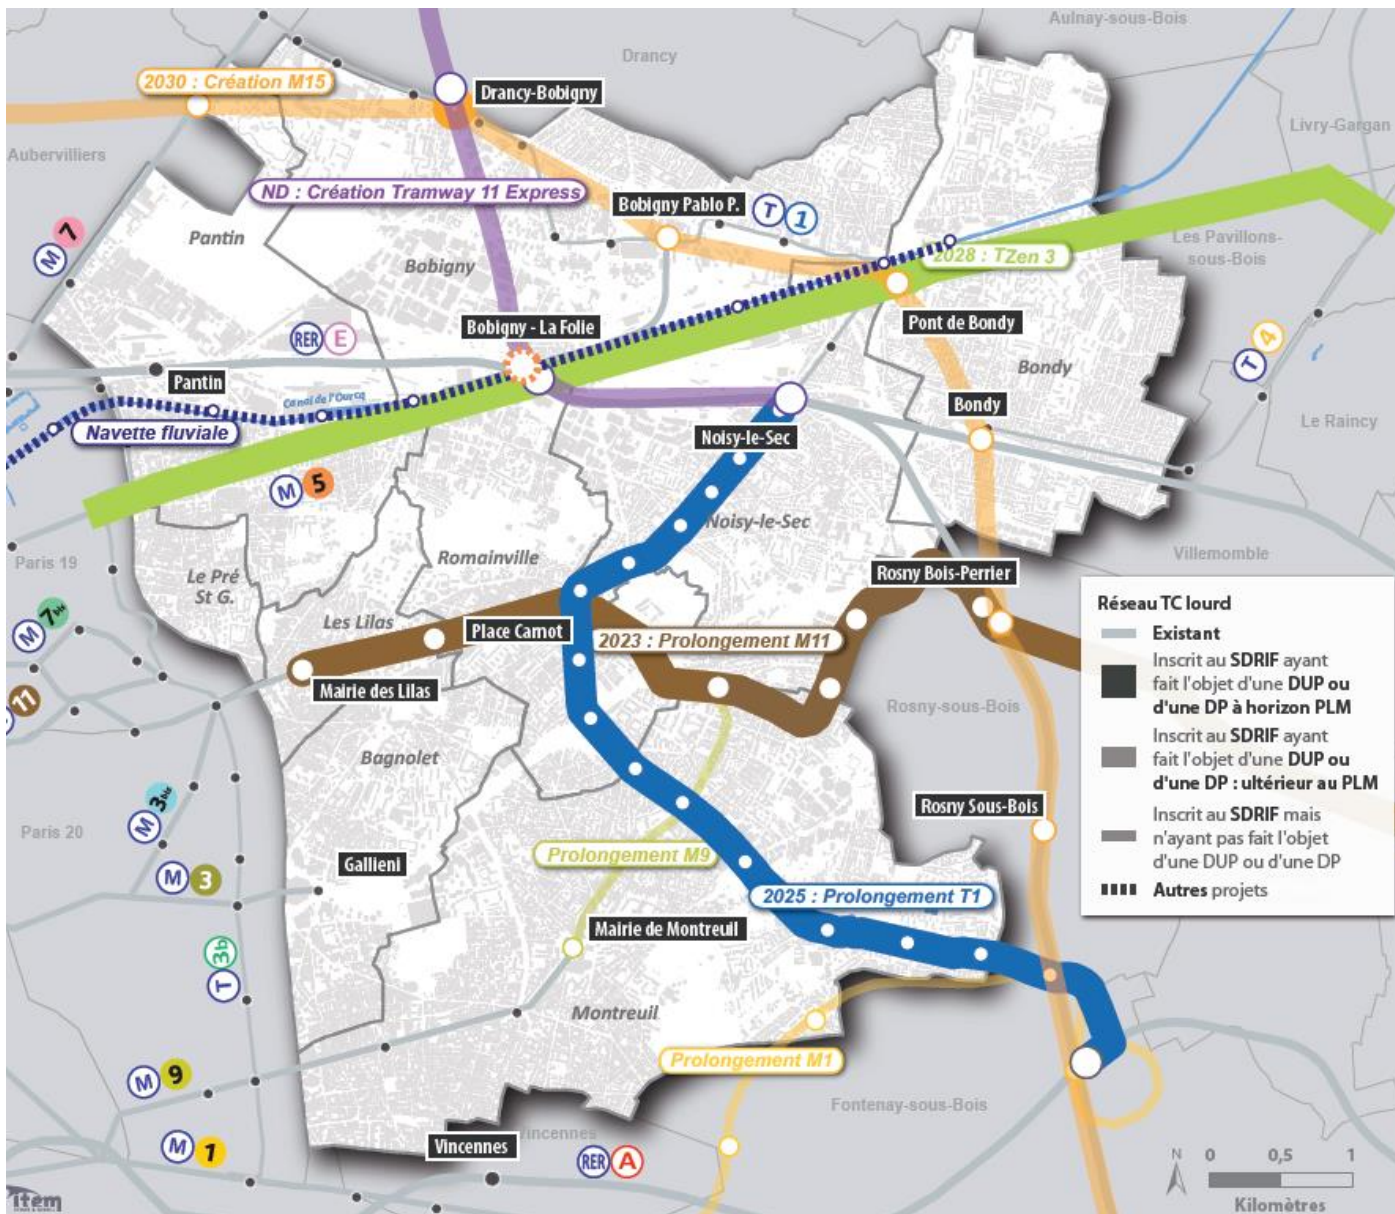 Aulnay-sous-Bois
Drancy
2030 : Création M15
Drancy-Bobigny
Livry-Gargan
Aubervilliers
ND : Création Tramway 11 Express
Bobigny Pablo P.
T 1
M 7
Pantin
Bobigny
Les Pavillons-
sous-Bois
2028 : TZen 3
Bobigny - La Folie
Pont de Bondy
RER E
T 4
Pantin
Bondy
Canal de l'Ourcq
Bondy
Le Raincy
Navette fluviale
Noisy-le-Sec
M 5
Noisy-le-Sec
Romainville
Villemomble
Paris 19
Le Pré
St G.
Rosny Bois-Perrier
M 7bis
Les Lilas
Place Carnot
2023 : Prolongement M11
Mairie des Lilas
11
Rosny-sous-Bois
Bagnolet
M 3bis
Paris 20
Rosny Sous-Bois
Gallieni
Prolongement M9
M 3
2025 : Prolongement T1
Mairie de Montreuil
T 3b
Montreuil
Prolongement M1
M 9
Fontenay-sous-Bois
Vincennes
M 1
Vincennes
RER A
Réseau TC lourd
Existant
Inscrit au SDRIF ayant
fait l'objet d'une DUP ou
d'une DP à horizon PLM
Inscrit au SDRIF ayant
fait l'objet d'une DUP ou
d'une DP : ultérieur au PLM
Inscrit au SDRIF mais
n'ayant pas fait l'objet
d'une DUP ou d'une DP
Autres projets
N
0 0,5 1
Kilomètres
item